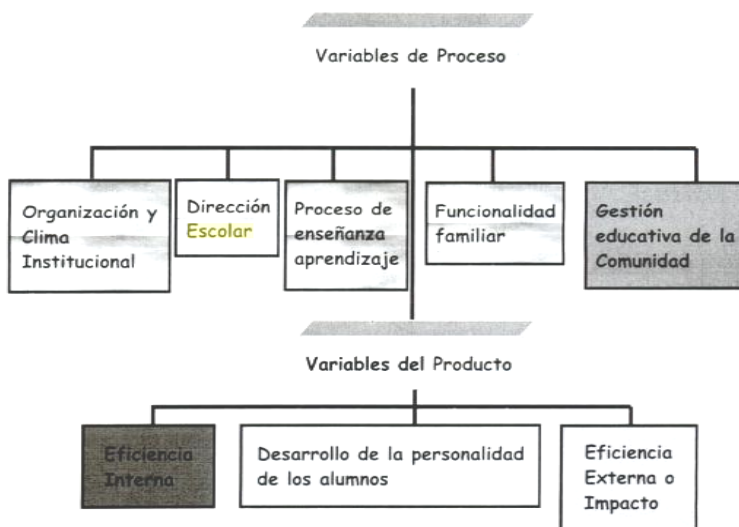 Variables de Proceso
Organización y
Clima
Institucional
Dirección
Escolar
Proceso de
enseñanza
aprendizaje
Funcionalidad
familiar
Gestión
educativa de la
Comunidad
Variables del Producto
Eficiencia
Interna
Desarrollo de la personalidad
de los alumnos
Eficiencia
Externa o
Impacto